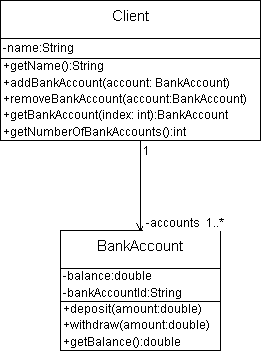 Client
-name:String
+getName():String
+addBankAccount(account: BankAccount)
+removeBankAccount(account:BankAccount)
+getBankAccount(index: int):BankAccount
+getNumberOfBankAccounts():int
1
-accounts 1..*
BankAccount
-balance:double
-bankAccountId:String
+deposit(amount:double)
+withdraw(amount:double)
+getBalance():double